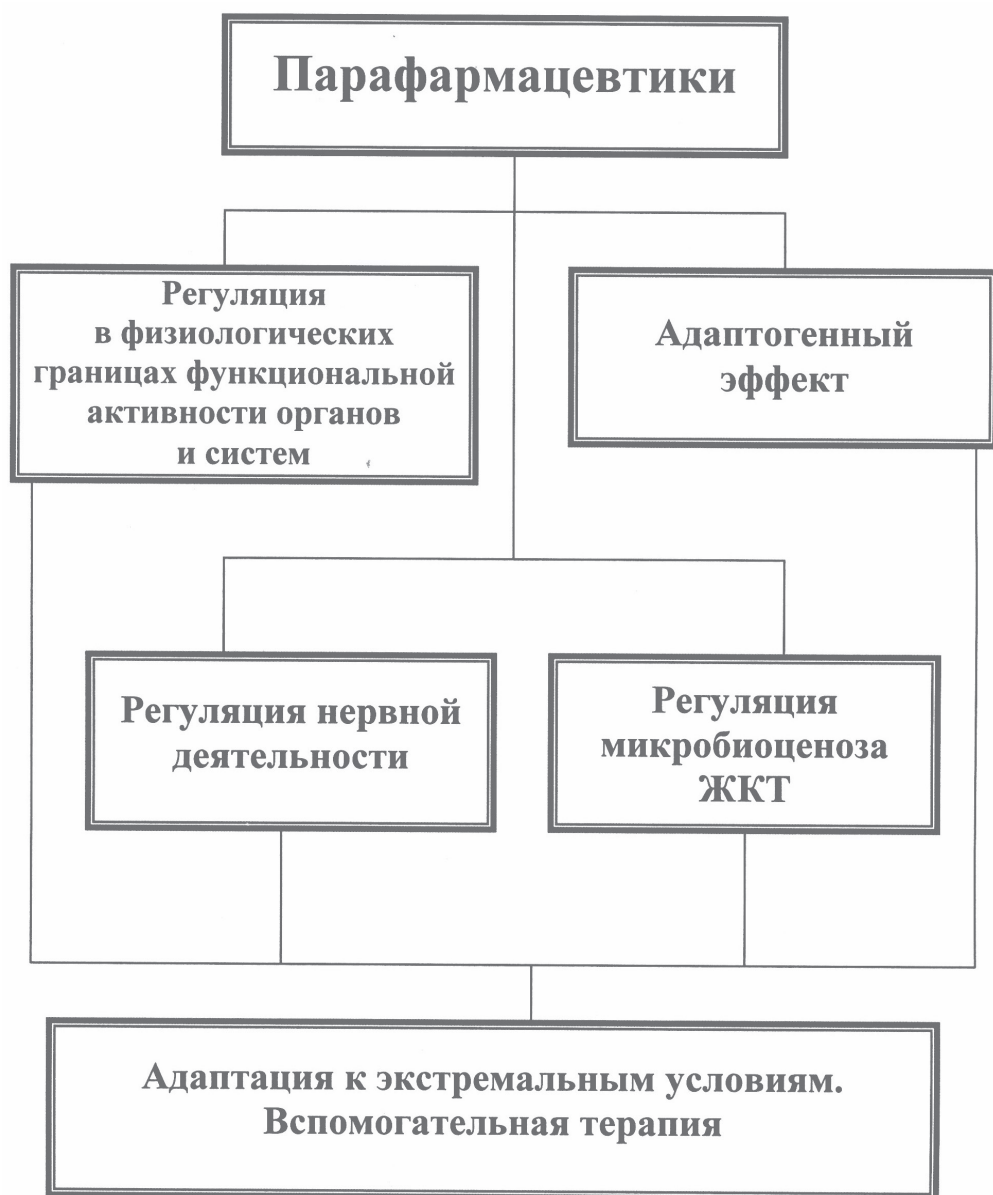 Парафармацевтики
Регуляция
в физиологических
границах функциональной
активности органов
и систем
Адаптогенный
эффект
Регуляция нервной
деятельности
Регуляция
микробиоценоза
ЖКТ
Адаптация к экстремальным условиям.
Вспомогательная терапия